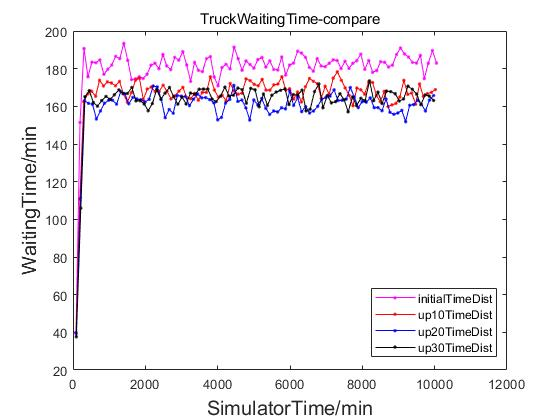 TruckWaitingTime-compare
200
180
160
140
120
100
80
60
40
20
WaitingTime/min
0
2000
4000
6000
8000
10000
12000
SimulatorTime/min
initialTimeDist
up10TimeDist
up20TimeDist
up30TimeDist